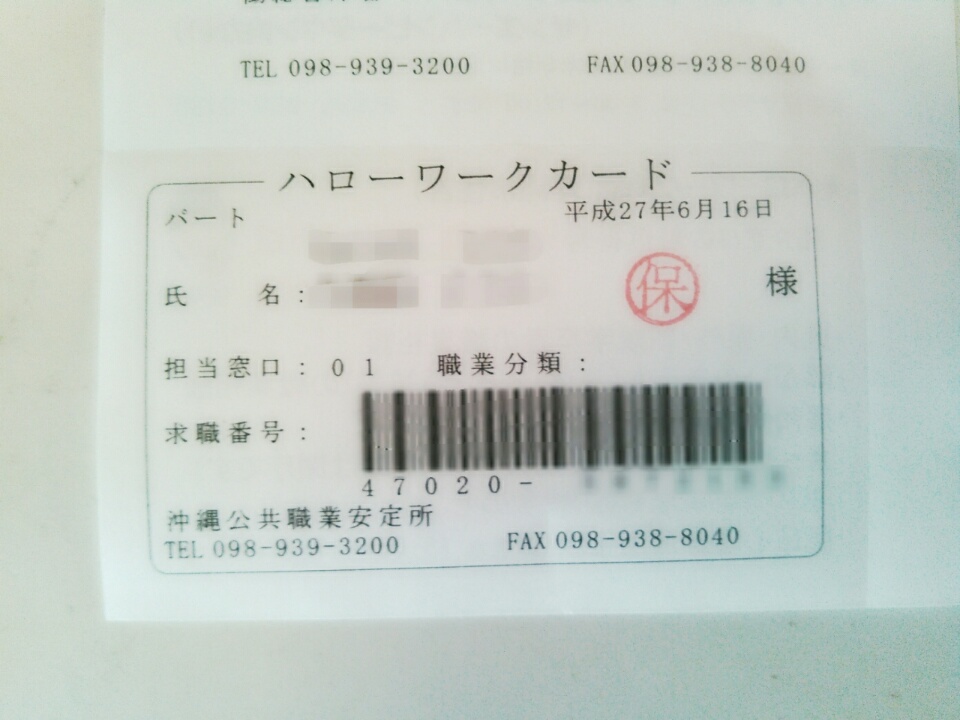 TEL 098-939-3200 FAX 098-938-8040
ハローワークカード
パート 平成27年6月16日
氏 名: 保 様
担当窓口: 01 職業分類:
求職番号:
47020-
沖縄公共職業安定所
TEL 098-939-3200 FAX 098-938-8040